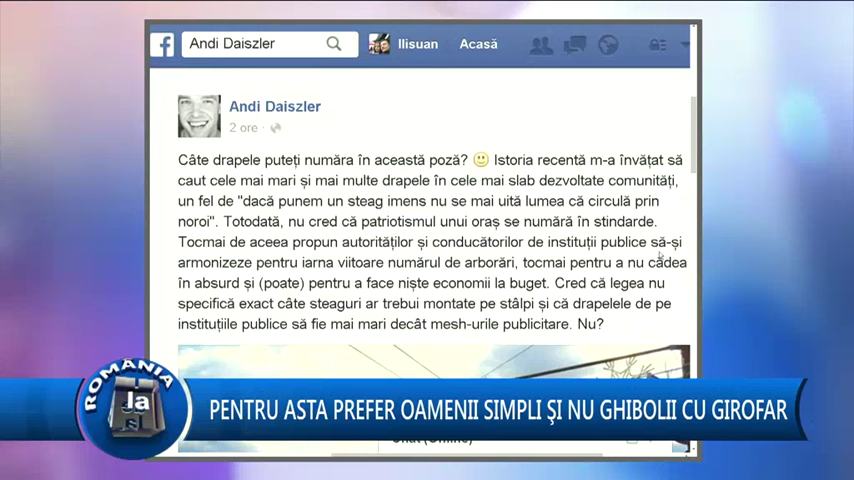 Andi Daiszler
Ilisuan
Acasă
Andi Daiszler
2 ore
Câte drapele puteți număra în această poză? 🙂 Istoria recentă m-a învățat să
caut cele mai mari și mai multe drapele în cele mai slab dezvoltate comunități,
un fel de "dacă punem un steag imens nu se mai uită lumea că circulă prin
noroi". Totodată, nu cred că patriotismul unui oraș se numără în stindarde.
Tocmai de aceea propun autorităților și conducătorilor de instituții publice să-și
armonizeze pentru iarna viitoare numărul de arborări, tocmai pentru a nu cădea
în absurd și (poate) pentru a face niște economii la buget. Cred că legea nu
specifică exact câte steaguri ar trebui montate pe stâlpi și că drapelele de pe
instituțiile publice să fie mai mari decât mesh-urile publicitare. Nu?
ROMÂNIA
la
PENTRU ASTA PREFER OAMENII SIMPLI ŞI NU GHIBOLII CU GIROFAR